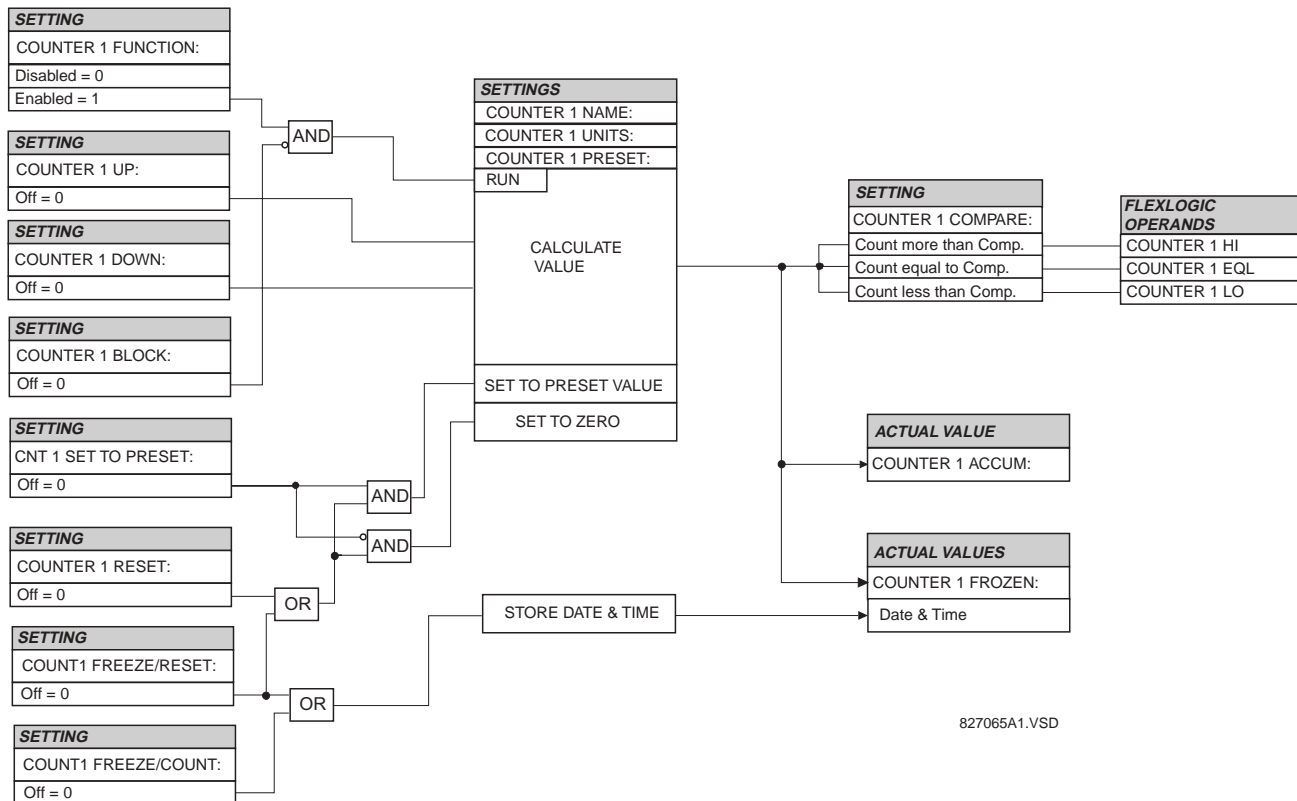 SETTING
COUNTER 1 FUNCTION:
Disabled = 0
Enabled = 1
SETTING
COUNTER 1 UP:
Off = 0
SETTING
COUNTER 1 DOWN:
Off = 0
SETTING
COUNTER 1 BLOCK:
Off = 0
SETTING
CNT 1 SET TO PRESET:
Off = 0
SETTING
COUNTER 1 RESET:
Off = 0
SETTING
COUNT1 FREEZE/RESET:
Off = 0
SETTING
COUNT1 FREEZE/COUNT:
Off = 0
AND
AND
AND
OR
OR
SETTINGS
COUNTER 1 NAME:
COUNTER 1 UNITS:
COUNTER 1 PRESET:
RUN
CALCULATE
VALUE
SET TO PRESET VALUE
SET TO ZERO
STORE DATE & TIME
SETTING
COUNTER 1 COMPARE:
Count more than Comp.
Count equal to Comp.
Count less than Comp.
FLEXLOGIC
OPERANDS
COUNTER 1 HI
COUNTER 1 EQL
COUNTER 1 LO
ACTUAL VALUE
COUNTER 1 ACCUM:
ACTUAL VALUES
COUNTER 1 FROZEN:
Date & Time
827065A1.VSD